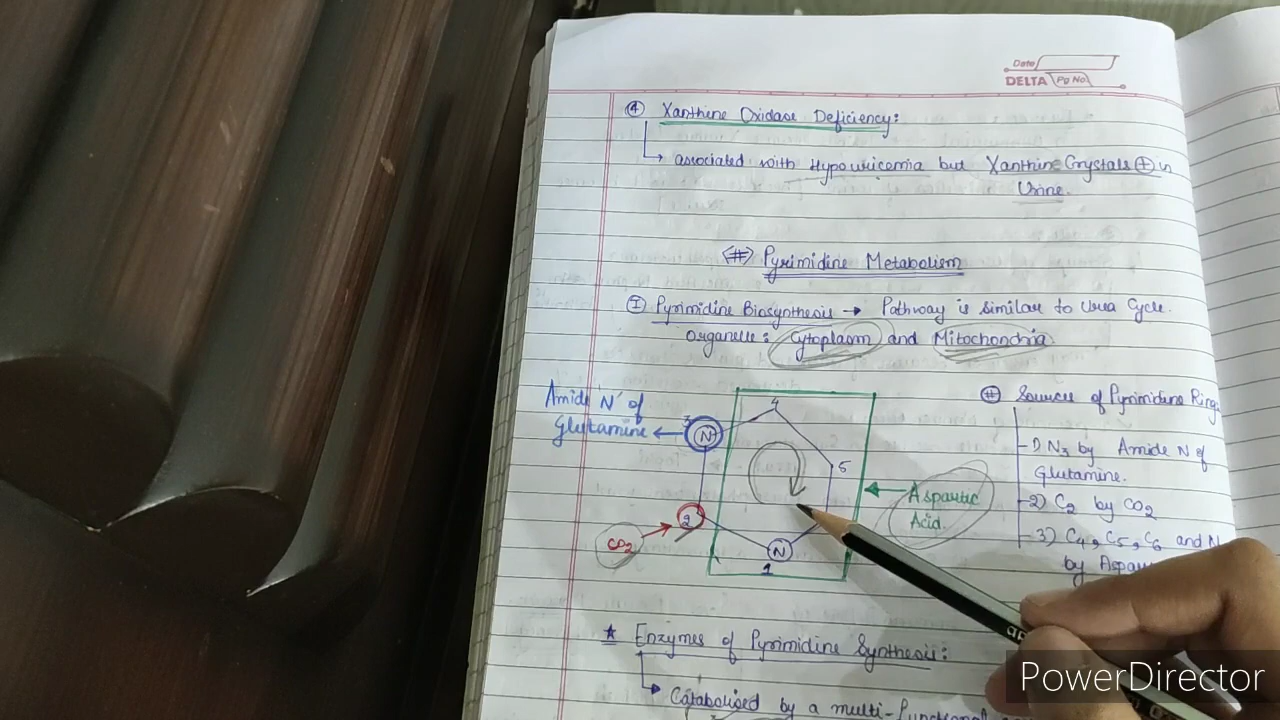 Date
DELTA Pg No.
④ Xanthine Oxidase Deficiency:
→ associated with Hypouricemia but Xanthine Crystals ⊕ in
Urine.
<#> Pyrimidine Metabolism
Ⓘ Pyrimidine Biosynthesis → Pathway is similar to Urea Cycle.
Organelle: Cytoplasm and Mitochondria.
Amide 'N' of
Glutamine
3
N
4
5
2
N
1
CO2
Aspartic
Acid.
⊕ Sources of Pyrimidine Ring
1) N3 by Amide N of
Glutamine.
2) C2 by CO2
3) C4, C5, C6 and N
by
★ Enzymes of Pyrimidine Synthesis:
Catabolised by a multi-functional
PowerDirector